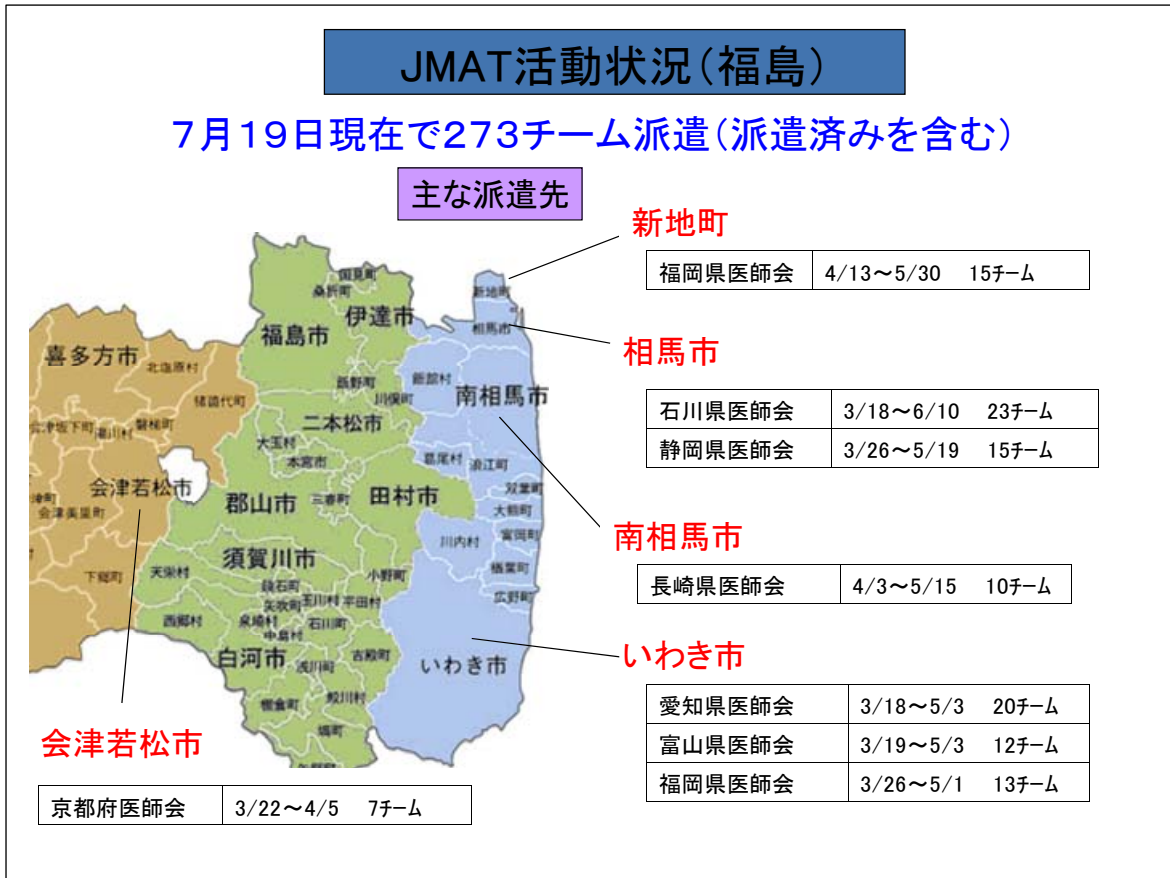 JMAT活動状況(福島)
7月19日現在で273チーム派遣(派遣済みを含む)
主な派遣先
新地町
福岡県医師会 4/13～5/30 15チーム
相馬市
石川県医師会 3/18～6/10 23チーム
静岡県医師会 3/26～5/19 15チーム
南相馬市
長崎県医師会 4/3～5/15 10チーム
いわき市
愛知県医師会 3/18～5/3 20チーム
富山県医師会 3/19～5/3 12チーム
福岡県医師会 3/26～5/1 13チーム
会津若松市
京都府医師会 3/22～4/5 7チーム
国見町
桑折町
新地町
伊達市
相馬市
福島市
喜多方市
北塩原村
飯舘村
飯野町
猪苗代町
川俣町
南相馬市
二本松市
会津坂下町
湯川村
磐梯町
大玉村
本宮市
葛尾村
浪江町
会津若松市
双葉町
郡山市
三春町
田村市
大熊町
会津美里町
富岡町
川内村
須賀川市
楢葉町
下郷町
天栄村
小野町
鏡石町
広野町
矢吹町
玉川村
平田村
西郷村
泉崎村
中島村
石川町
白河市
浅川町
古殿町
いわき市
棚倉町
鮫川村
塙町